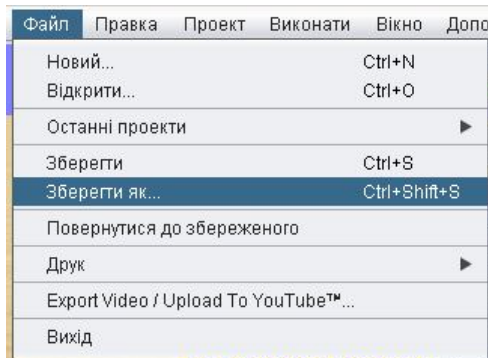 Файл Правка Проект Виконати Вікно Допо
Новий... Ctrl+N
Відкрити... Ctrl+O
Останні проекти
Зберегти Ctrl+S
Зберегти як... Ctrl+Shift+S
Повернутися до збереженого
Друк
Export Video / Upload To YouTube™...
Вихід